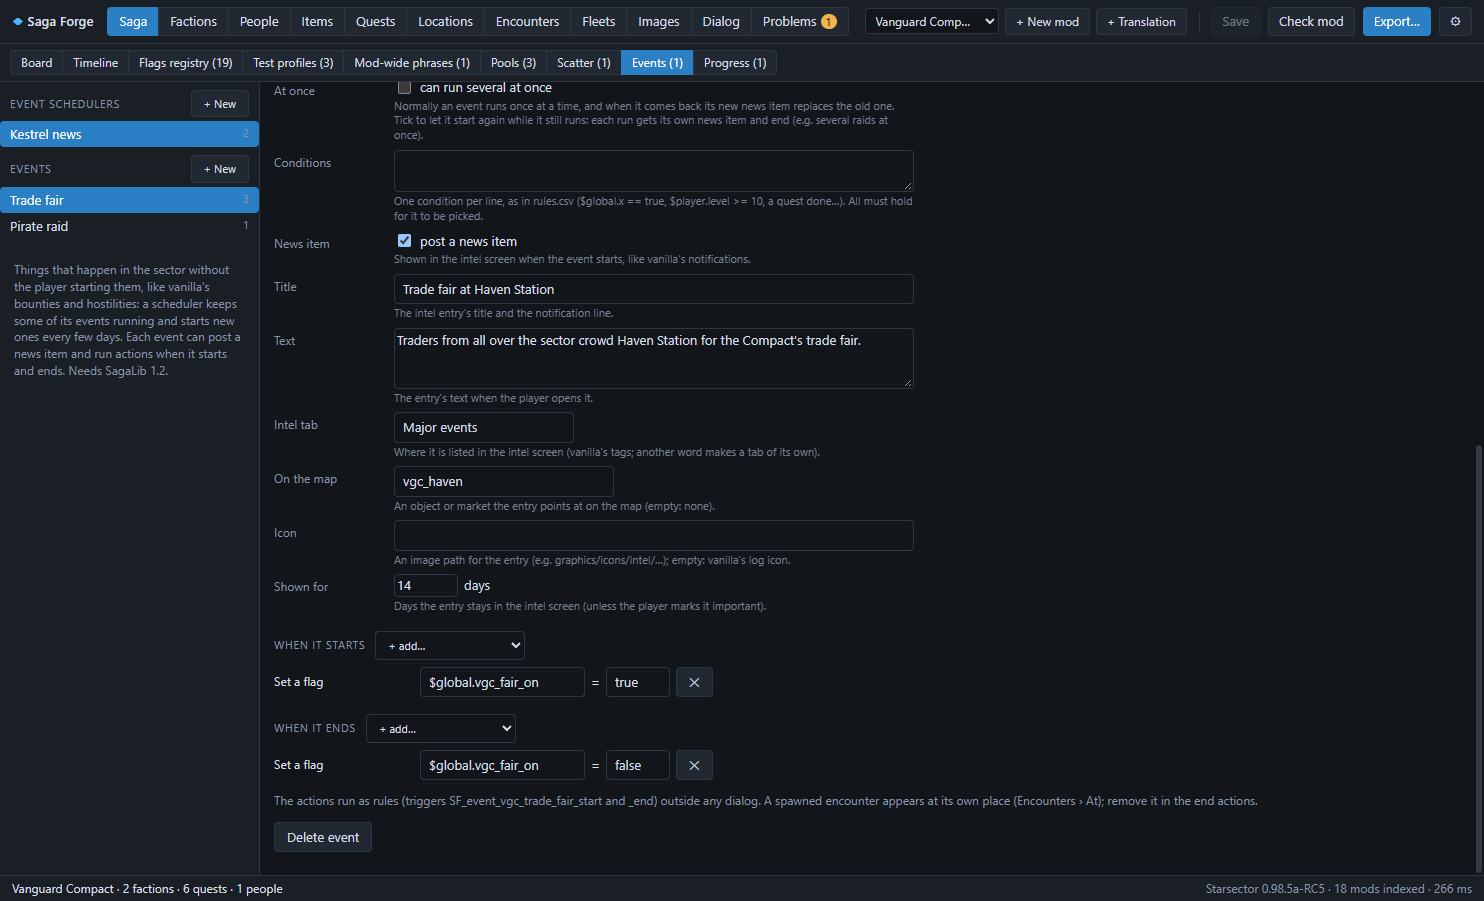 Saga Forge
Saga
Factions
People
Items
Quests
Locations
Encounters
Fleets
Images
Dialog
Problems 1
Vanguard Comp...
+ New mod
+ Translation
Save
Check mod
Export...
Board
Timeline
Flags registry (19)
Test profiles (3)
Mod-wide phrases (1)
Pools (3)
Scatter (1)
Events (1)
Progress (1)
EVENT SCHEDULERS
+ New
Kestrel news 2
EVENTS
+ New
Trade fair 3
Pirate raid 1
Things that happen in the sector without
the player starting them, like vanilla's
bounties and hostilities: a scheduler keeps
some of its events running and starts new
ones every few days. Each event can post a
news item and run actions when it starts
and ends. Needs SagaLib 1.2.
At once
can run several at once
Normally an event runs once at a time, and when it comes back its new news item replaces the old one.
Tick to let it start again while it still runs: each run gets its own news item and end (e.g. several raids at
once).
Conditions
One condition per line, as in rules.csv ($global.x == true, $player.level >= 10, a quest done...). All must hold
for it to be picked.
News item
post a news item
Shown in the intel screen when the event starts, like vanilla's notifications.
Title
Trade fair at Haven Station
The intel entry's title and the notification line.
Text
Traders from all over the sector crowd Haven Station for the Compact's trade fair.
The entry's text when the player opens it.
Intel tab
Major events
Where it is listed in the intel screen (vanilla's tags; another word makes a tab of its own).
On the map
vgc_haven
An object or market the entry points at on the map (empty: none).
Icon
An image path for the entry (e.g. graphics/icons/intel/...); empty: vanilla's log icon.
Shown for
14 days
Days the entry stays in the intel screen (unless the player marks it important).
WHEN IT STARTS
+ add...
Set a flag
$global.vgc_fair_on = true ×
WHEN IT ENDS
+ add...
Set a flag
$global.vgc_fair_on = false ×
The actions run as rules (triggers SF_event_vgc_trade_fair_start and _end) outside any dialog. A spawned encounter appears at its own place (Encounters › At); remove it in the end actions.
Delete event
Vanguard Compact · 2 factions · 6 quests · 1 people
Starsector 0.98.5a-RC5 · 18 mods indexed · 266 ms